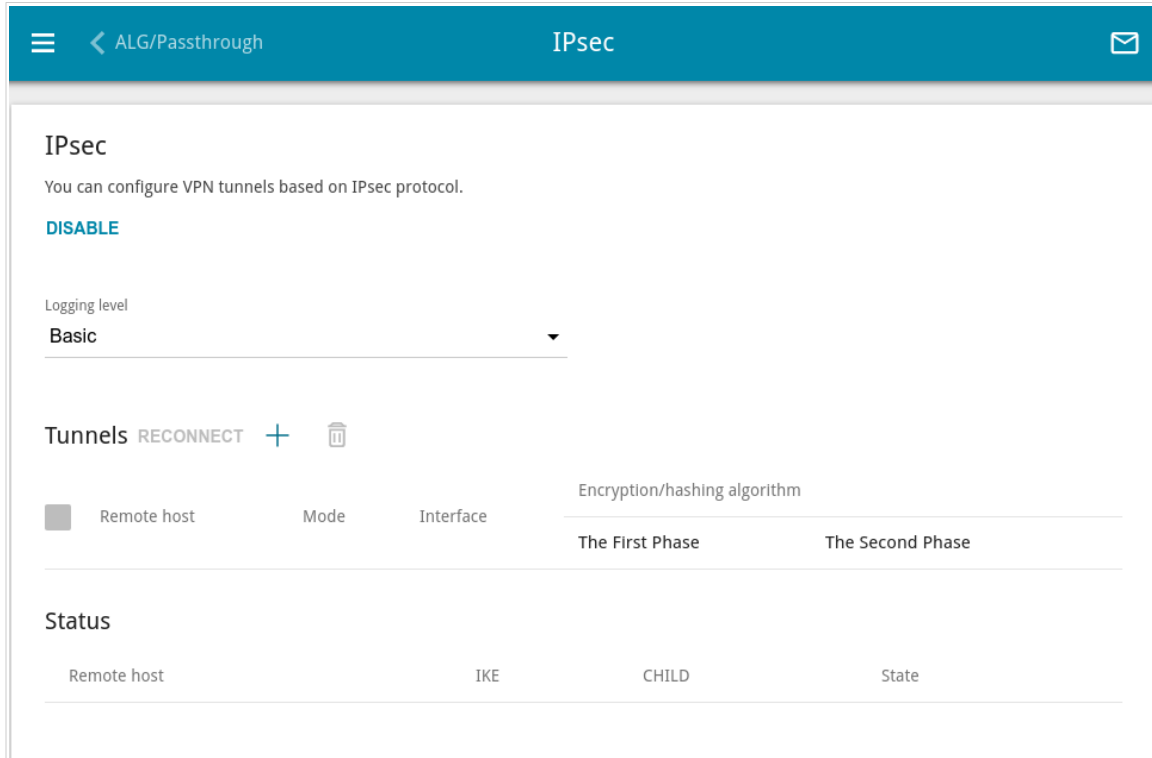 ALG/Passthrough
IPsec
IPsec
You can configure VPN tunnels based on IPsec protocol.
DISABLE
Logging level
Basic
Tunnels RECONNECT
Encryption/hashing algorithm
Remote host Mode Interface
The First Phase The Second Phase
Status
Remote host IKE CHILD State